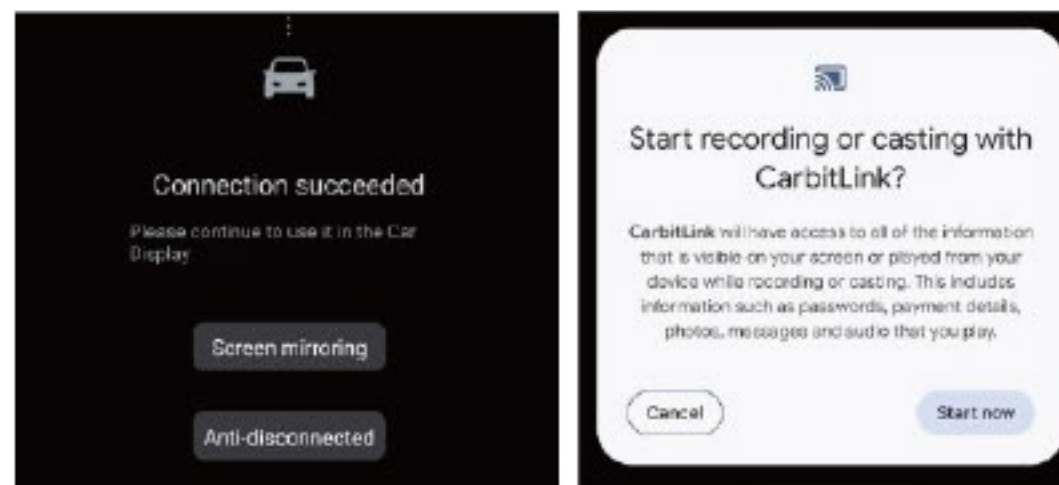 Connection succeeded
Please continue to use it in the Car
Display
Screen mirroring
Anti-disconnected
Start recording or casting with
CarbitLink?
CarbitLink will have access to all of the information
that is visible on your screen or played from your
device while recording or casting. This includes
information such as passwords, payment details,
photos, messages and audio that you play.
Cancel
Start now